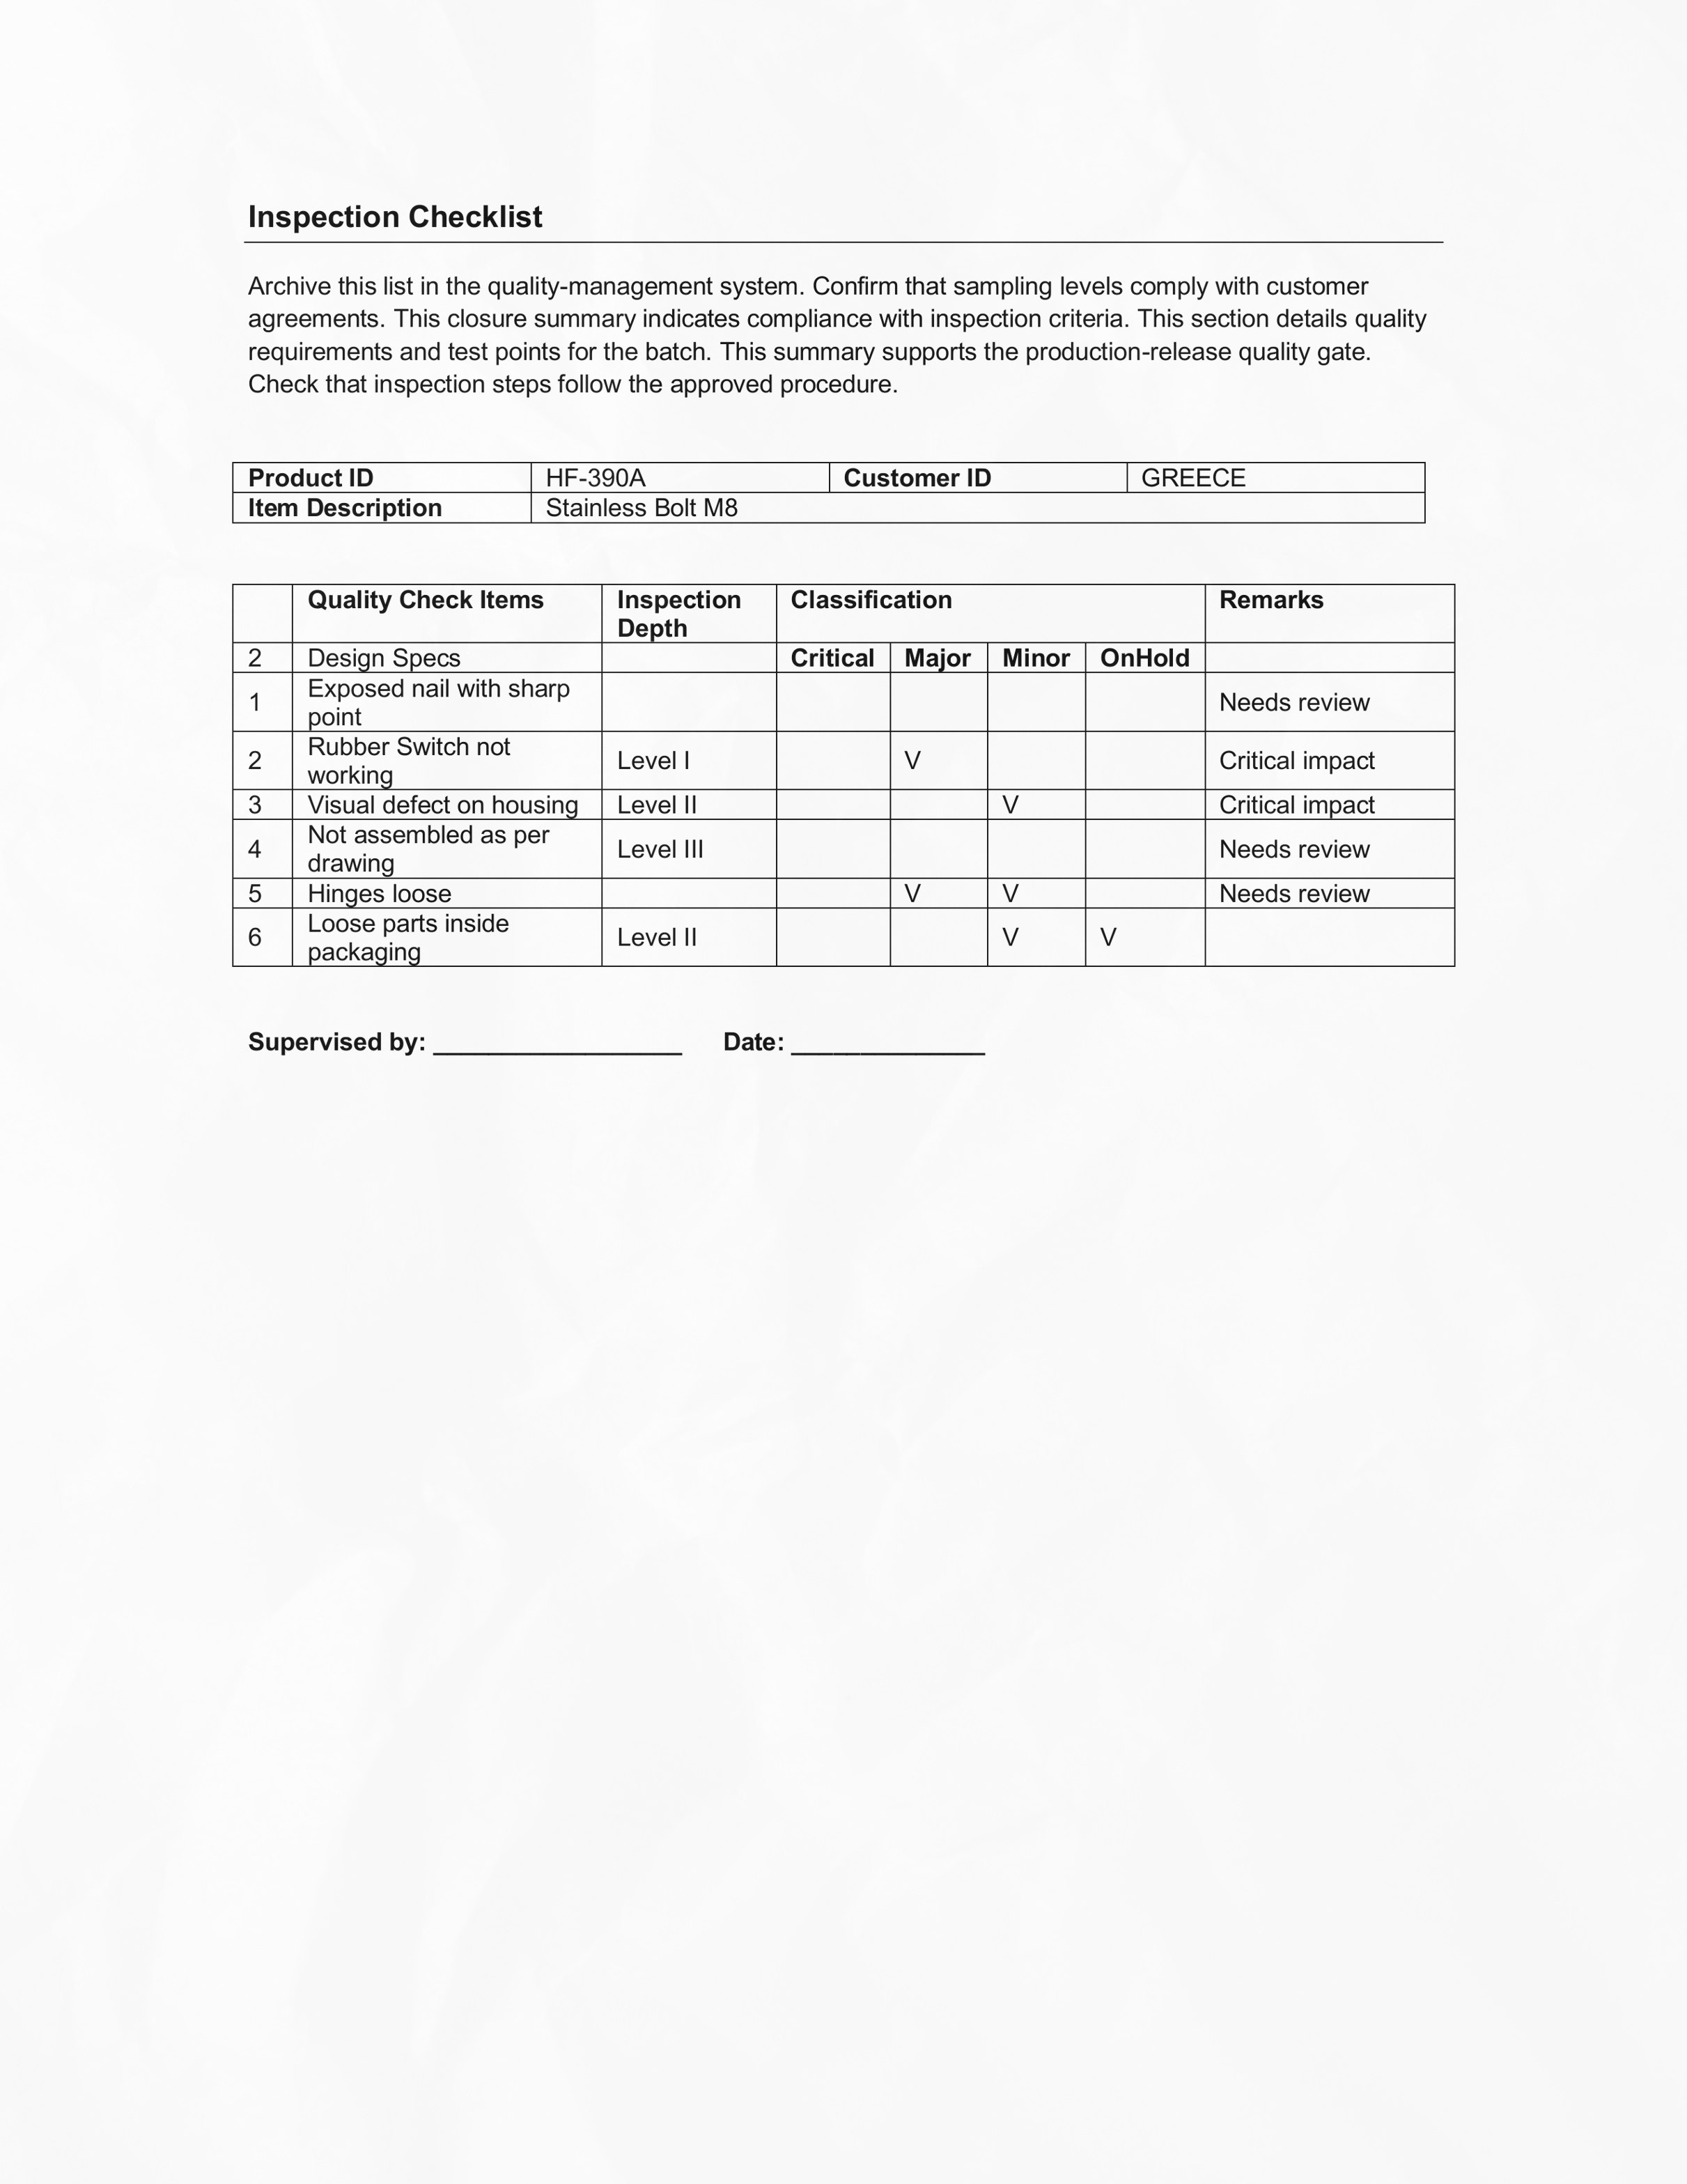 Inspection Checklist
Archive this list in the quality-management system. Confirm that sampling levels comply with customer
agreements. This closure summary indicates compliance with inspection criteria. This section details quality
requirements and test points for the batch. This summary supports the production-release quality gate.
Check that inspection steps follow the approved procedure.
Product ID HF-390A Customer ID GREECE
Item Description Stainless Bolt M8
Quality Check Items Inspection Depth Classification Remarks
2 Design Specs Critical Major Minor OnHold
1 Exposed nail with sharp point Needs review
2 Rubber Switch not working Level I V Critical impact
3 Visual defect on housing Level II V Critical impact
4 Not assembled as per drawing Level III Needs review
5 Hinges loose V V Needs review
6 Loose parts inside packaging Level II V V
Supervised by: __________________ Date: ______________